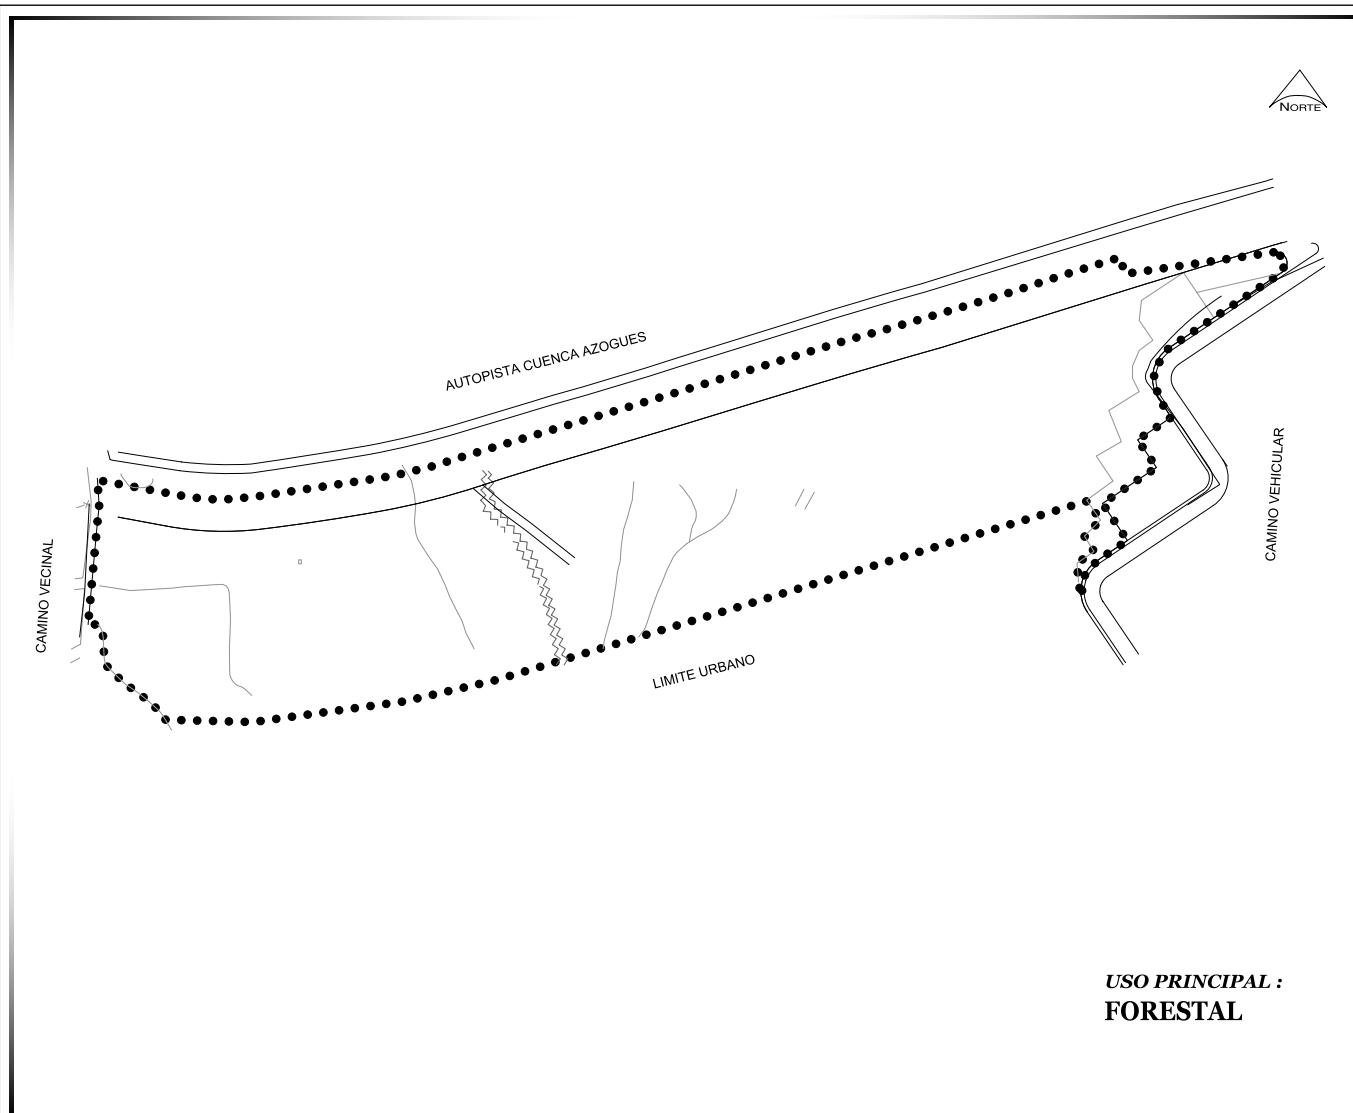 NORTE
AUTOPISTA CUENCA AZOGUES
CAMINO VEHICULAR
CAMINO VECINAL
LIMITE URBANO
USO PRINCIPAL :
FORESTAL